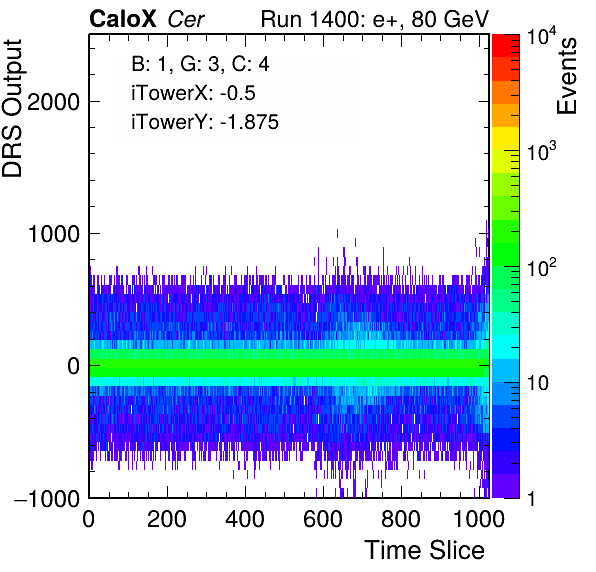 CaloX Cer Run 1400: e+, 80 GeV
B: 1, G: 3, C: 4
iTowerX: -0.5
iTowerY: -1.875
DRS Output
2000
1000
0
−1000
0 200 400 600 800 1000
Time Slice
Events
10^4
10^3
10^2
10
1